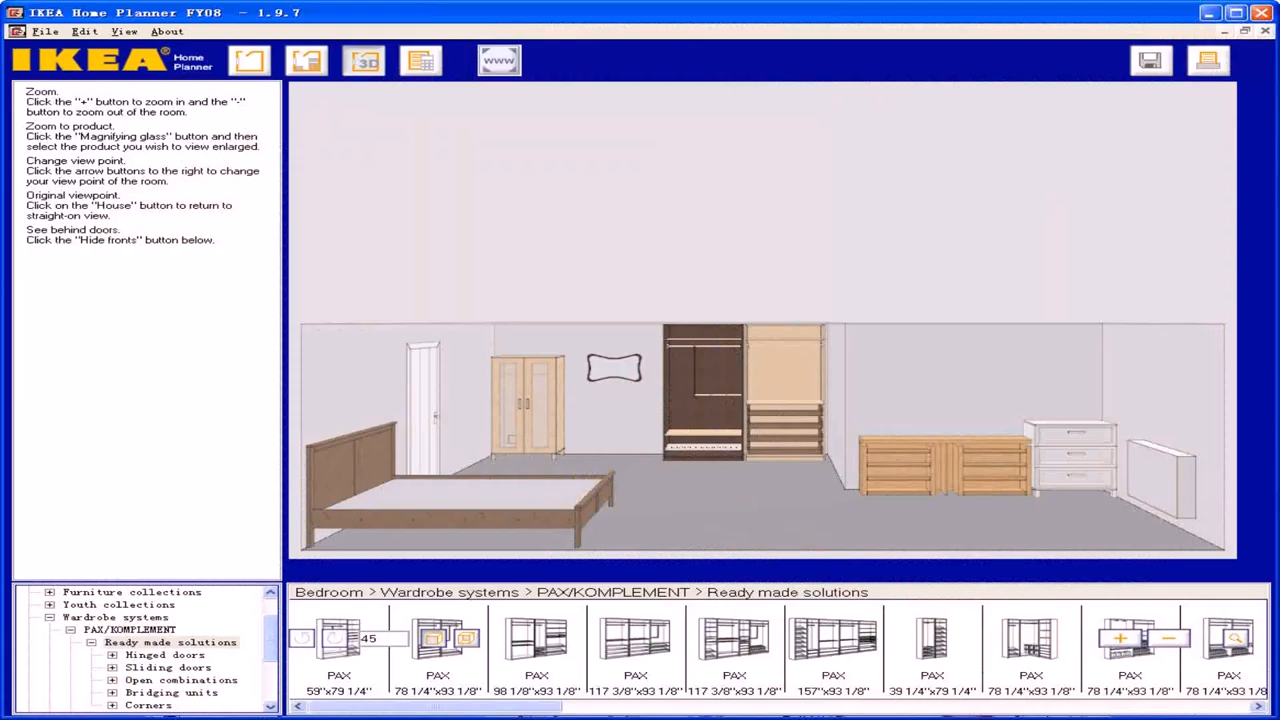 IKEA Home Planner FY08 - 1.9.7
File Edit View About
IKEA® Home Planner
3D
WWW
Zoom.
Click the "+" button to zoom in and the "-"
button to zoom out of the room.
Zoom to product.
Click the "Magnifying glass" button and then
select the product you wish to view enlarged.
Change view point.
Click the arrow buttons to the right to change
your view point of the room.
Original viewpoint.
Click on the "House" button to return to
straight-on view.
See behind doors.
Click the "Hide fronts" button below.
Furniture collections
Youth collections
Wardrobe systems
PAX/KOMPLEMENT
Ready made solutions
Hinged doors
Sliding doors
Open combinations
Bridging units
Corners
Bedroom > Wardrobe systems > PAX/KOMPLEMENT > Ready made solutions
45
PAX PAX PAX PAX PAX PAX PAX PAX PAX PAX
59"x79 1/4" 78 1/4"x93 1/8" 98 1/8"x93 1/8" 117 3/8"x93 1/8" 117 3/8"x93 1/8" 157"x93 1/8" 39 1/4"x79 1/4" 78 1/4"x93 1/8" 78 1/4"x93 1/8" 78 1/4"x93 1/8